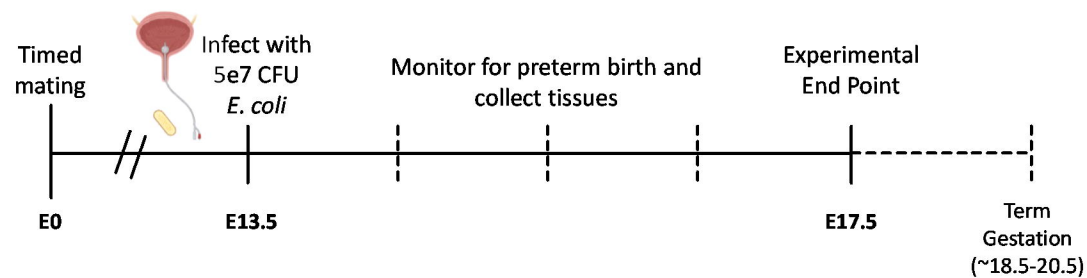 Timed
mating
Infect with
5e7 CFU
E. coli
Monitor for preterm birth and
collect tissues
Experimental
End Point
E0
E13.5
E17.5
Term
Gestation
(~18.5-20.5)